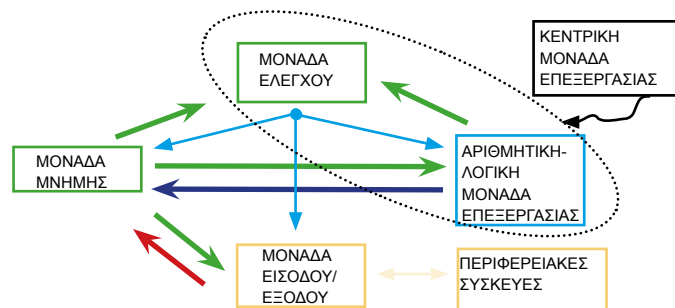 ΜΟΝΑΔΑ
ΕΛΕΓΧΟΥ
ΚΕΝΤΡΙΚΗ
ΜΟΝΑΔΑ
ΕΠΕΞΕΡΓΑΣΙΑΣ
ΜΟΝΑΔΑ
ΜΝΗΜΗΣ
ΑΡΙΘΜΗΤΙΚΗ-
ΛΟΓΙΚΗ
ΜΟΝΑΔΑ
ΕΠΕΞΕΡΓΑΣΙΑΣ
ΜΟΝΑΔΑ
ΕΙΣΟΔΟΥ/
ΕΞΟΔΟΥ
ΠΕΡΙΦΕΡΕΙΑΚΕΣ
ΣΥΣΚΕΥΕΣ